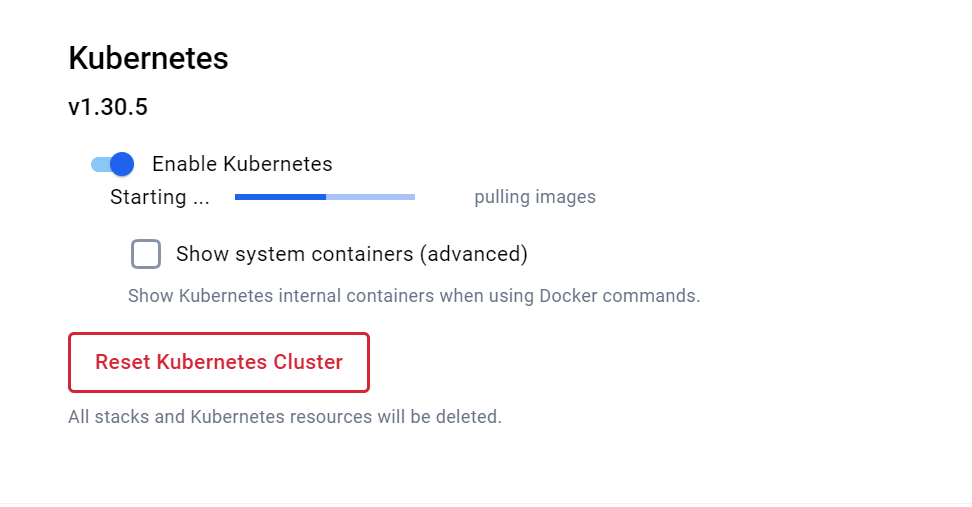 Kubernetes
v1.30.5
Enable Kubernetes
Starting ... pulling images
Show system containers (advanced)
Show Kubernetes internal containers when using Docker commands.
Reset Kubernetes Cluster
All stacks and Kubernetes resources will be deleted.